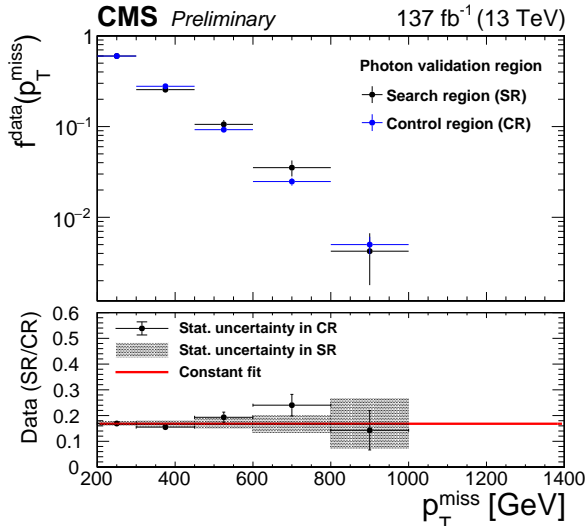 CMS Preliminary 137 fb⁻¹ (13 TeV)
f^data(p_T^miss)
1
10⁻¹
10⁻²
Photon validation region
Search region (SR)
Control region (CR)
Data (SR/CR)
0.6
0.5
0.4
0.3
0.2
0.1
0
Stat. uncertainty in CR
Stat. uncertainty in SR
Constant fit
200 400 600 800 1000 1200 1400
p_T^miss [GeV]